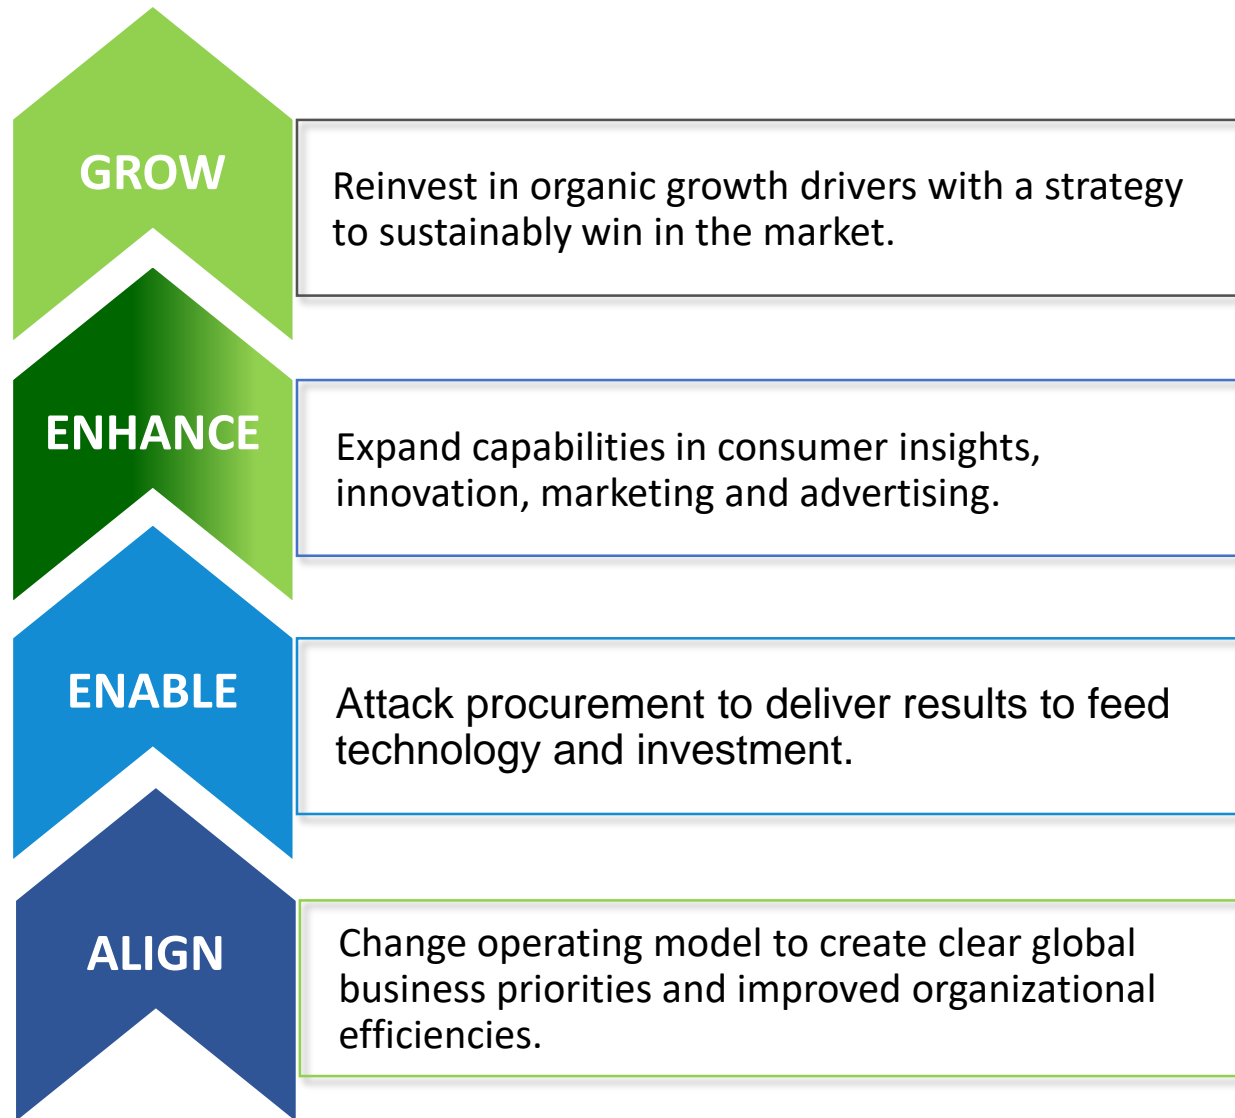 GROW
Reinvest in organic growth drivers with a strategy
to sustainably win in the market.
ENHANCE
Expand capabilities in consumer insights,
innovation, marketing and advertising.
ENABLE
Attack procurement to deliver results to feed
technology and investment.
ALIGN
Change operating model to create clear global
business priorities and improved organizational
efficiencies.